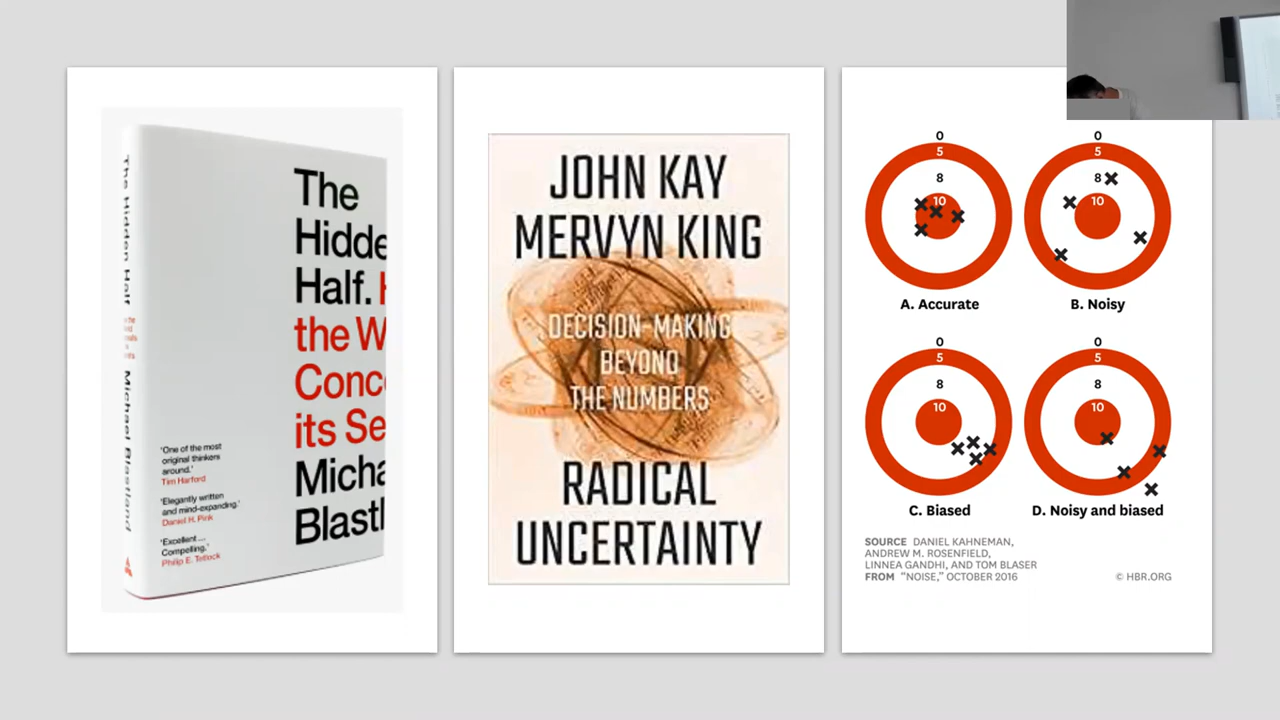 The Hidden Half
Michael Blastland
The
Hidde
Half. H
the W
Conce
its Se
Micha
Blastl
'One of the most
original thinkers
around.'
Tim Harford
'Elegantly written
and mind-expanding.'
Daniel H. Pink
'Excellent ...
Compelling.'
Philip E. Tetlock
JOHN KAY
MERVYN KING
DECISION-MAKING
BEYOND
THE NUMBERS
RADICAL
UNCERTAINTY
0
5
8
10
A. Accurate
0
5
8
10
B. Noisy
0
5
8
10
C. Biased
0
5
8
10
D. Noisy and biased
SOURCE DANIEL KAHNEMAN,
ANDREW M. ROSENFIELD,
LINNEA GANDHI, AND TOM BLASER
FROM “NOISE,” OCTOBER 2016
© HBR.ORG